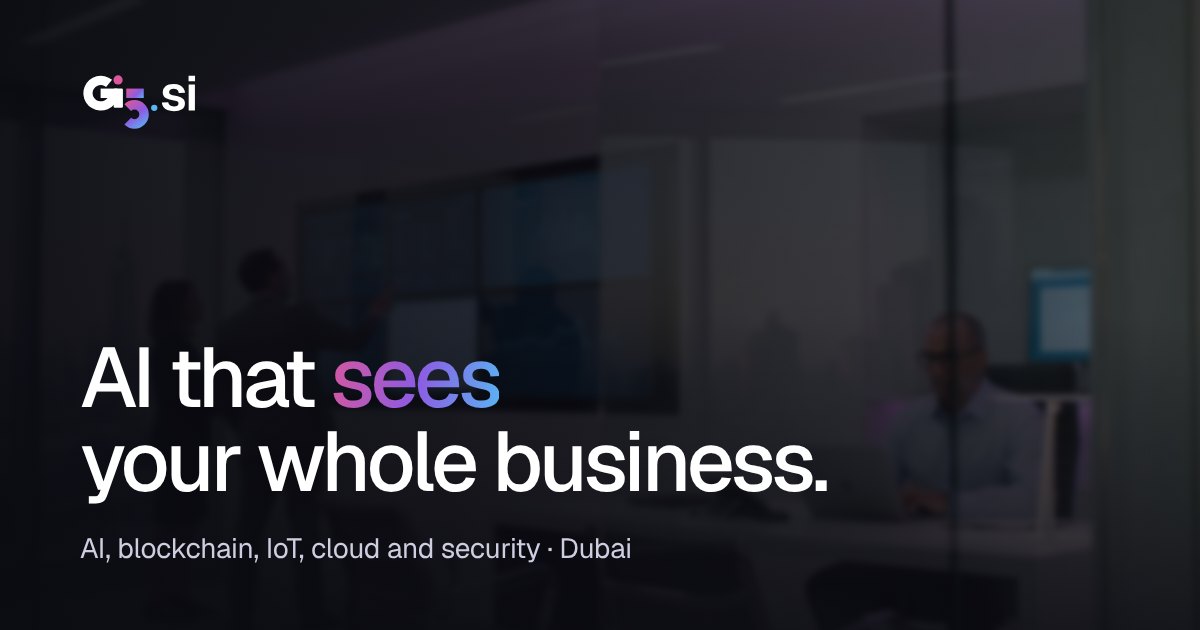 Gi5.si
AI that sees
your whole business.
AI, blockchain, IoT, cloud and security · Dubai